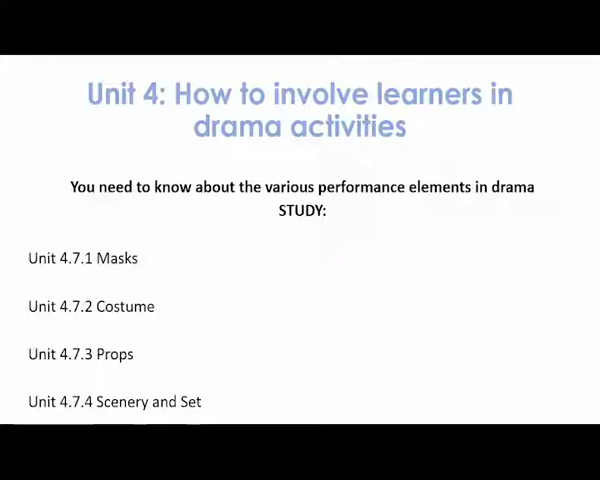 Unit 4: How to involve learners in
drama activities
You need to know about the various performance elements in drama
STUDY:
Unit 4.7.1 Masks
Unit 4.7.2 Costume
Unit 4.7.3 Props
Unit 4.7.4 Scenery and Set